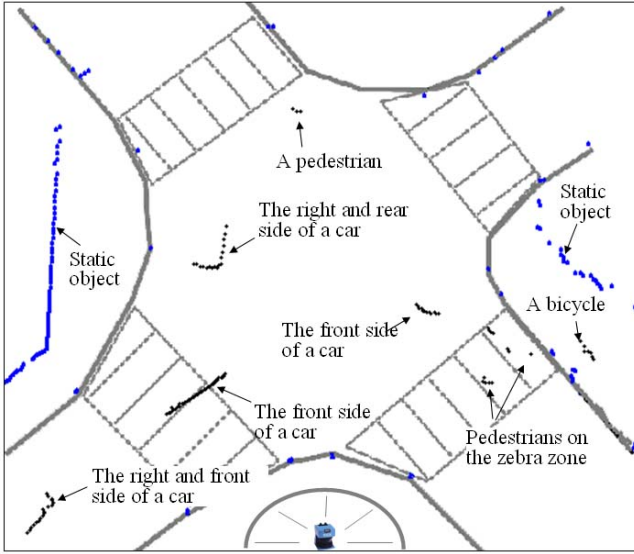 A pedestrian
The right and rear
side of a car
Static
object
Static
object
A bicycle
The front side
of a car
The front side
of a car
Pedestrians on
the zebra zone
The right and front
side of a car